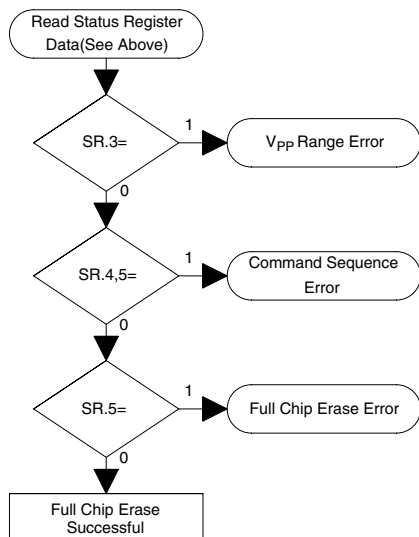 Read Status Register
Data(See Above)
SR.3=
1
VPP Range Error
0
SR.4,5=
1
Command Sequence
Error
0
SR.5=
1
Full Chip Erase Error
0
Full Chip Erase
Successful